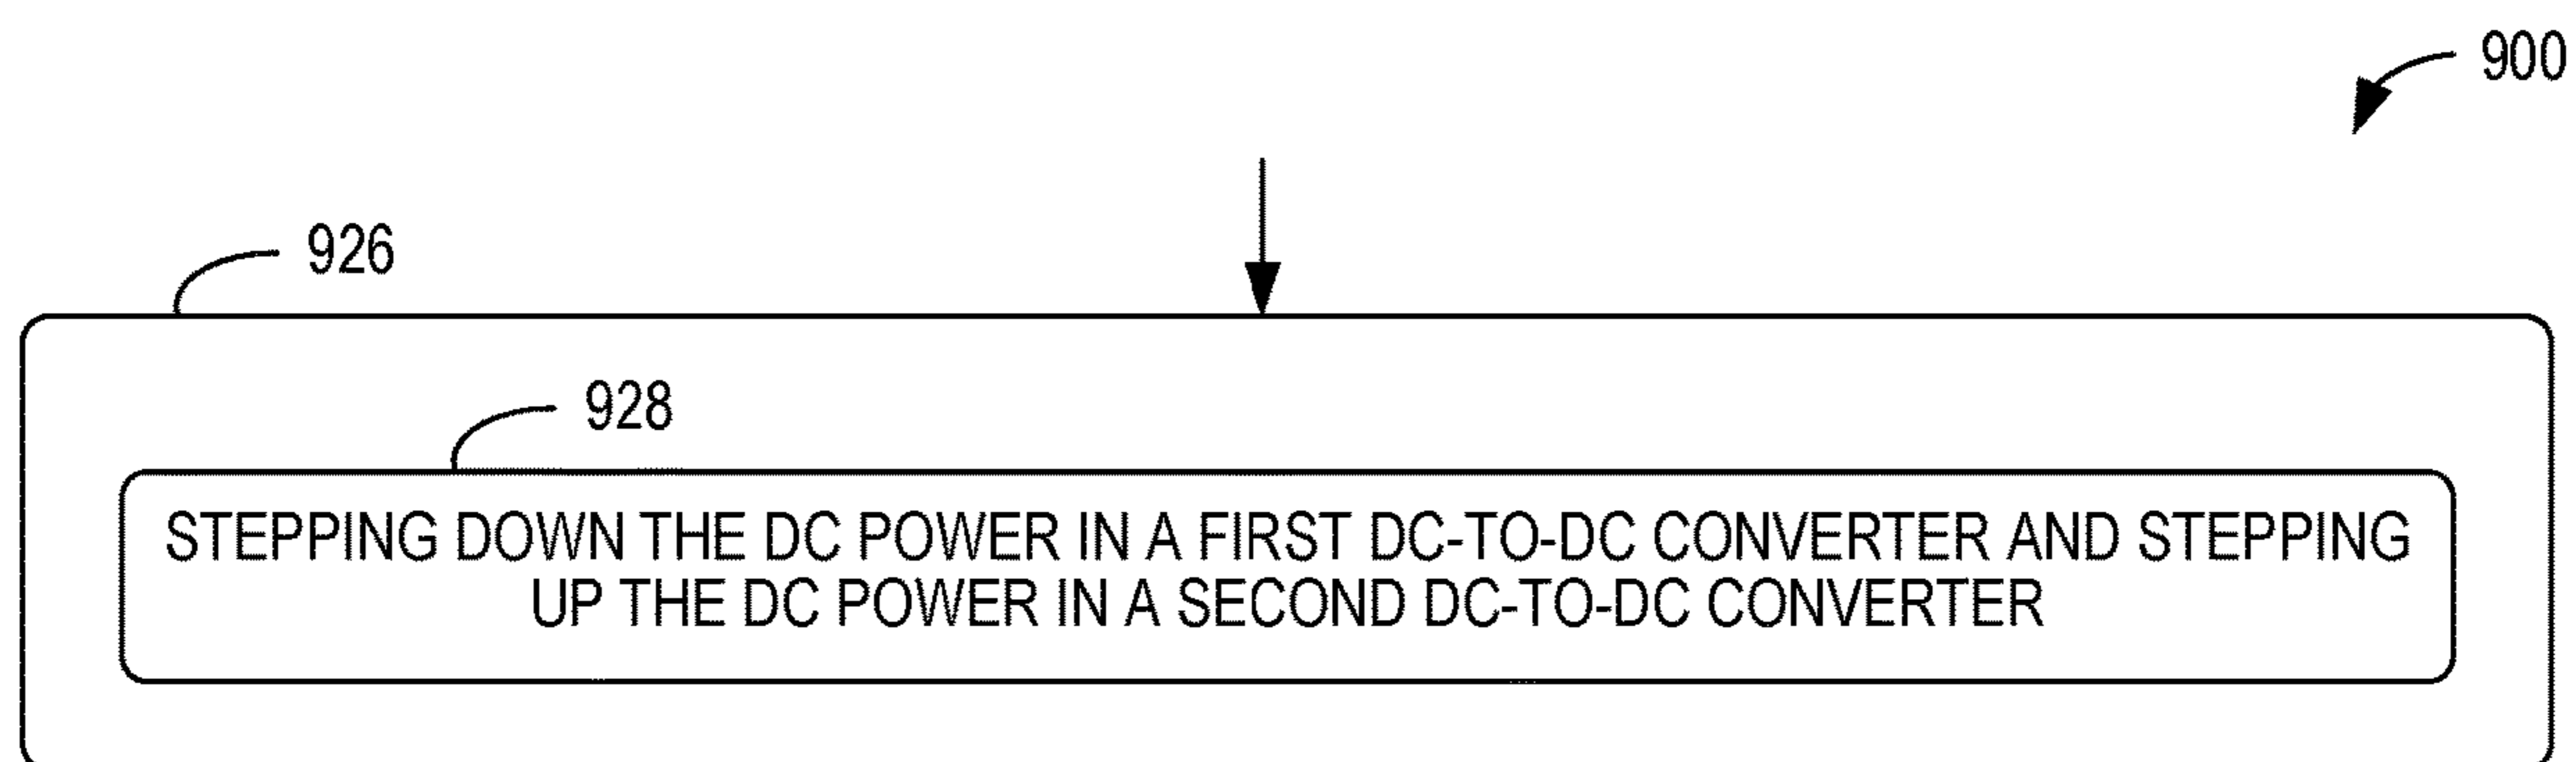 900
926
928
STEPPING DOWN THE DC POWER IN A FIRST DC-TO-DC CONVERTER AND STEPPING
UP THE DC POWER IN A SECOND DC-TO-DC CONVERTER